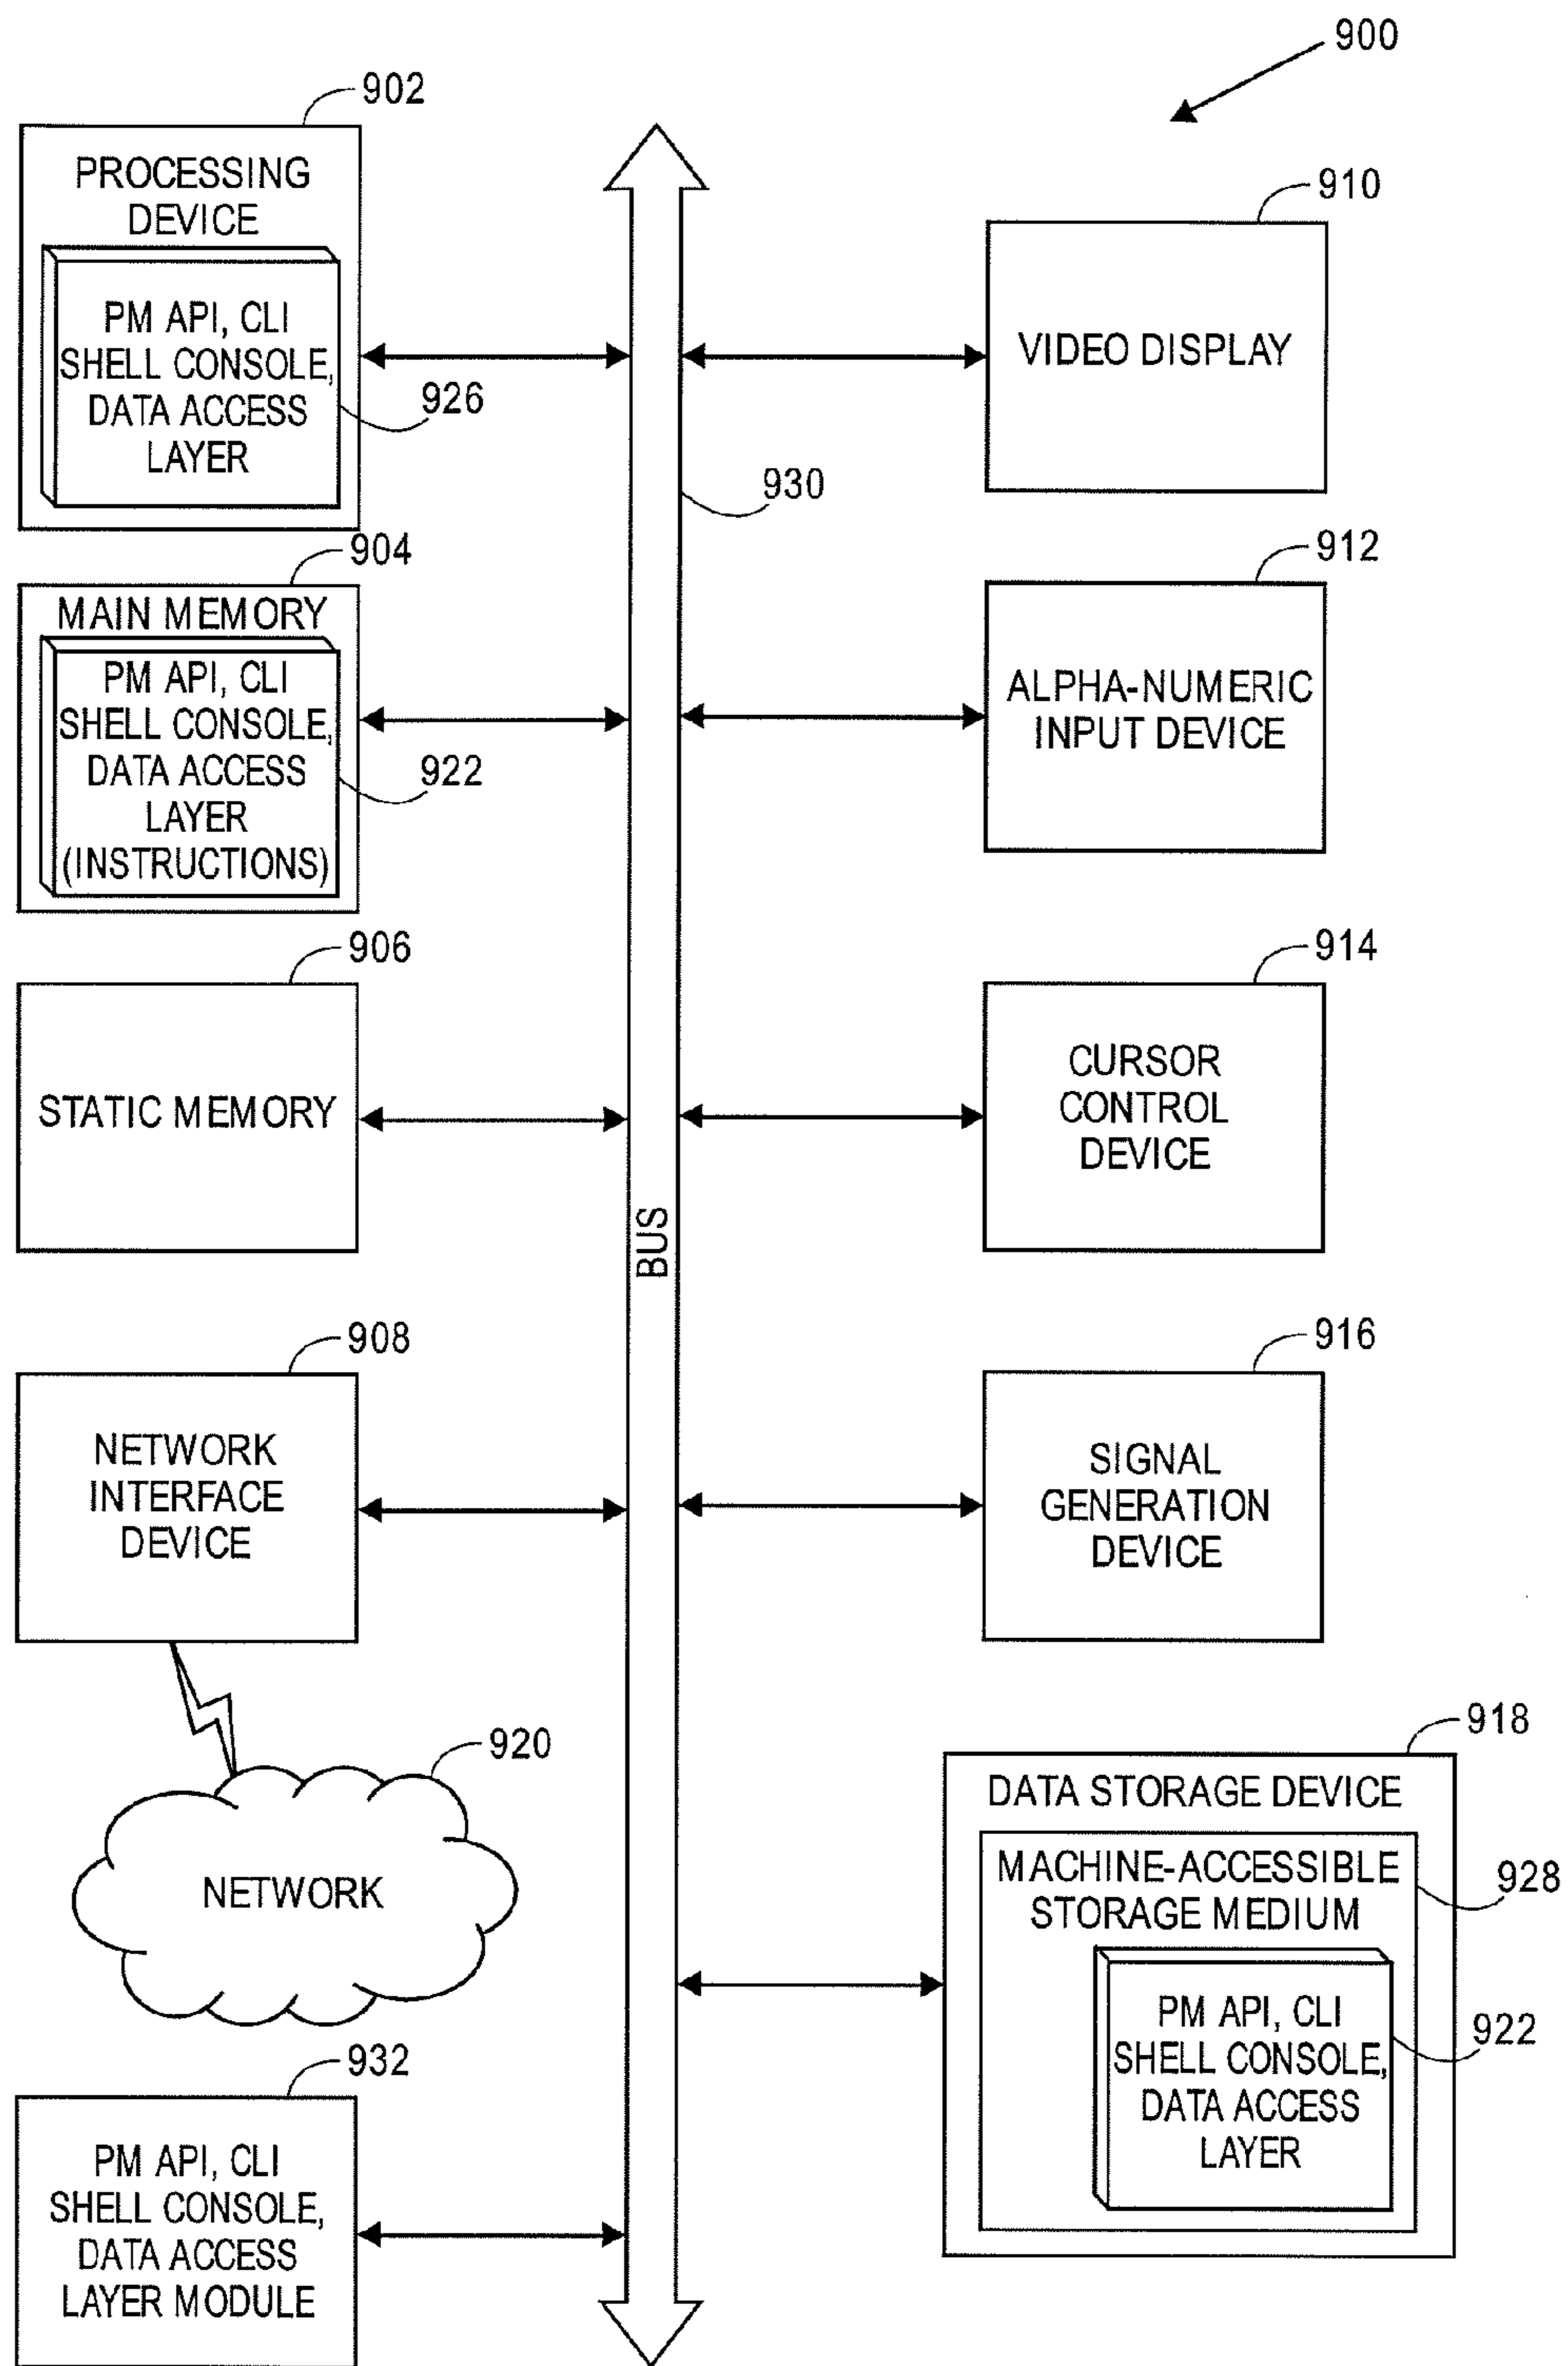 900
902
PROCESSING
DEVICE
PM API, CLI
SHELL CONSOLE,
DATA ACCESS
LAYER
926
904
MAIN MEMORY
PM API, CLI
SHELL CONSOLE,
DATA ACCESS
LAYER
(INSTRUCTIONS)
922
906
STATIC MEMORY
908
NETWORK
INTERFACE
DEVICE
920
NETWORK
932
PM API, CLI
SHELL CONSOLE,
DATA ACCESS
LAYER MODULE
930
BUS
910
VIDEO DISPLAY
912
ALPHA-NUMERIC
INPUT DEVICE
914
CURSOR
CONTROL
DEVICE
916
SIGNAL
GENERATION
DEVICE
918
DATA STORAGE DEVICE
MACHINE-ACCESSIBLE
STORAGE MEDIUM
928
PM API, CLI
SHELL CONSOLE,
DATA ACCESS
LAYER
922